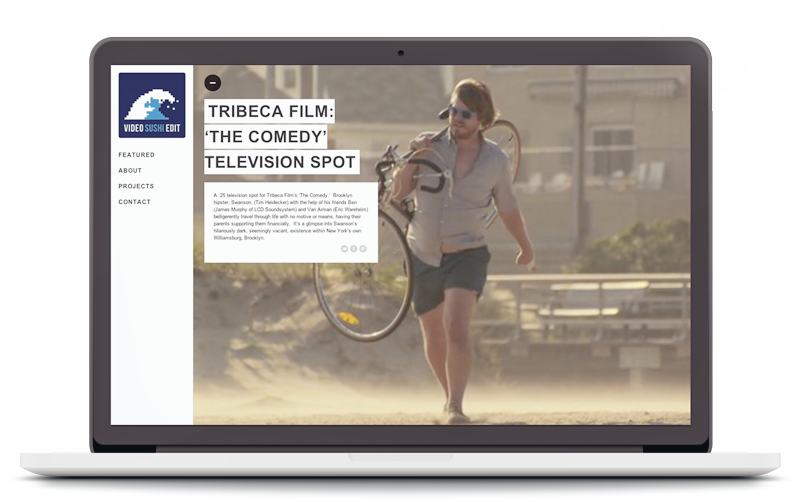 VIDEO SUSHI EDIT
FEATURED
ABOUT
PROJECTS
CONTACT
TRIBECA FILM:
‘THE COMEDY’
TELEVISION SPOT
A :25 television spot for Tribeca Film's 'The Comedy.' Brooklyn
hipster, Swanson, (Tim Heidecker) with the help of his friends Ben
(James Murphy of LCD Soundsystem) and Van Arman (Eric Wareheim)
belligerently travel through life with no motive or means, having their
parents supporting them financially. It's a glimpse into Swanson's
hilariously dark, seemingly vacant, existence within New York's own
Williamsburg, Brooklyn.